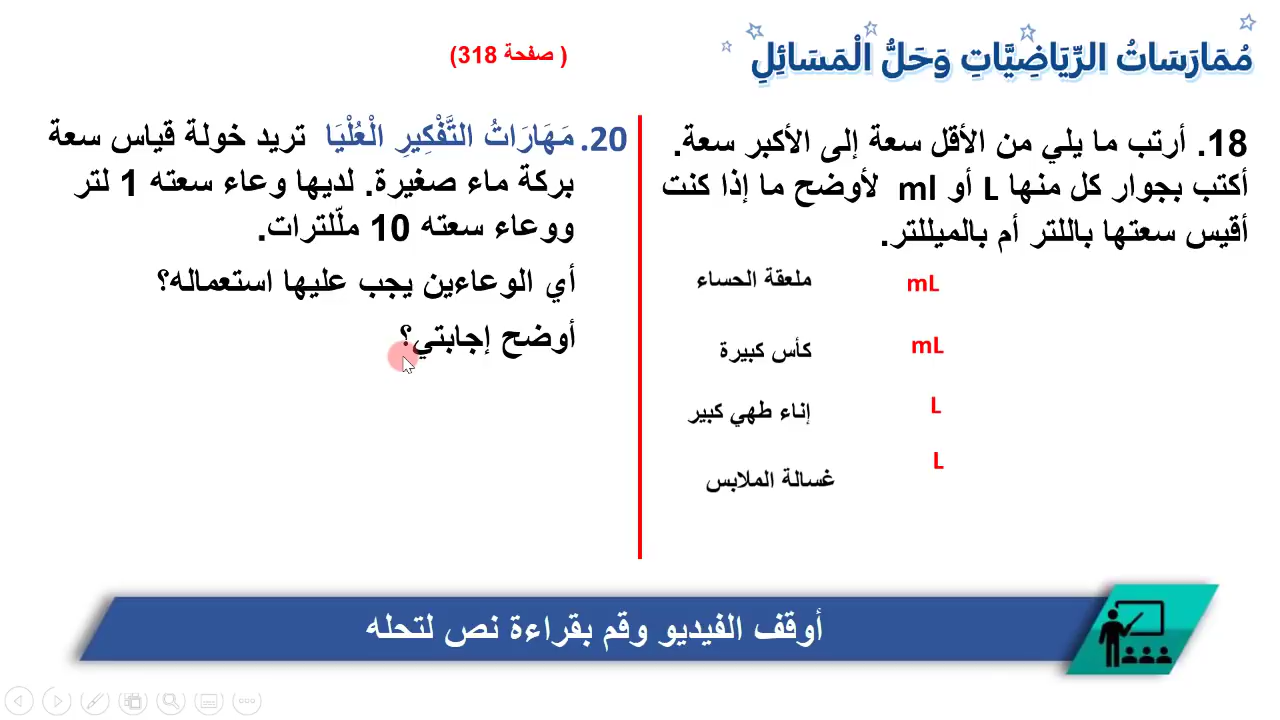 مُمَارَسَاتُ الرِّيَاضِيَّاتِ وَحَلُّ الْمَسَائِلِ
( صفحة 318)
18. أرتب ما يلي من الأقل سعة إلى الأكبر سعة.
أكتب بجوار كل منها L أو ml لأوضح ما إذا كنت
أقيس سعتها باللتر أم بالميللتر.
ملعقة الحساء mL
كأس كبيرة mL
إناء طهي كبير L
غسالة الملابس L
20. مَهَارَاتُ التَّفْكِيرِ الْعُلْيَا تريد خولة قياس سعة
بركة ماء صغيرة. لديها وعاء سعته 1 لتر
ووعاء سعته 10 ملّلترات.
أي الوعاءين يجب عليها استعماله؟
أوضح إجابتي؟
أوقف الفيديو وقم بقراءة نص لتحله